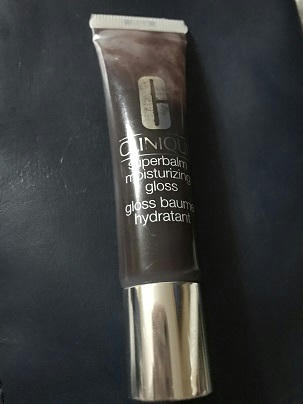 C
CLINIQUE
superbalm
moisturizing
gloss
gloss baume
hydratant